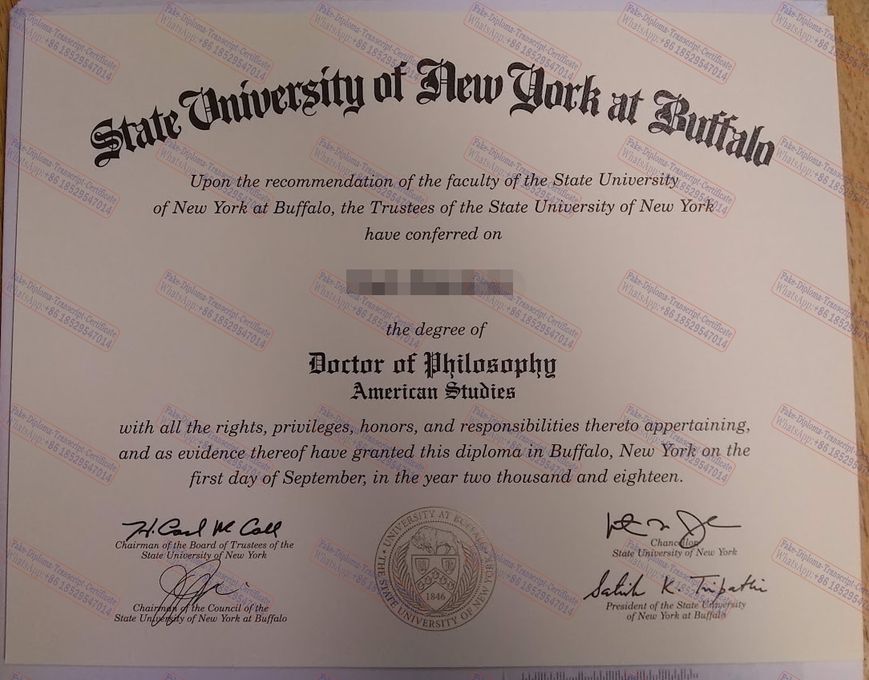 State University of New York at Buffalo
Upon the recommendation of the faculty of the State University
of New York at Buffalo, the Trustees of the State University of New York
have conferred on
the degree of
Doctor of Philosophy
American Studies
with all the rights, privileges, honors, and responsibilities thereto appertaining,
and as evidence thereof have granted this diploma in Buffalo, New York on the
first day of September, in the year two thousand and eighteen.
H. Carl McCall
Chairman of the Board of Trustees of the
State University of New York
Chancellor
State University of New York
Chairman of the Council of the
State University of New York at Buffalo
Satish K. Tripathi
President of the State University
of New York at Buffalo
UNIVERSITY AT BUFFALO
THE STATE UNIVERSITY OF NEW YORK
1846
Fake-Diploma-Transcript-Certificate
WhatsApp:+86 18529547014